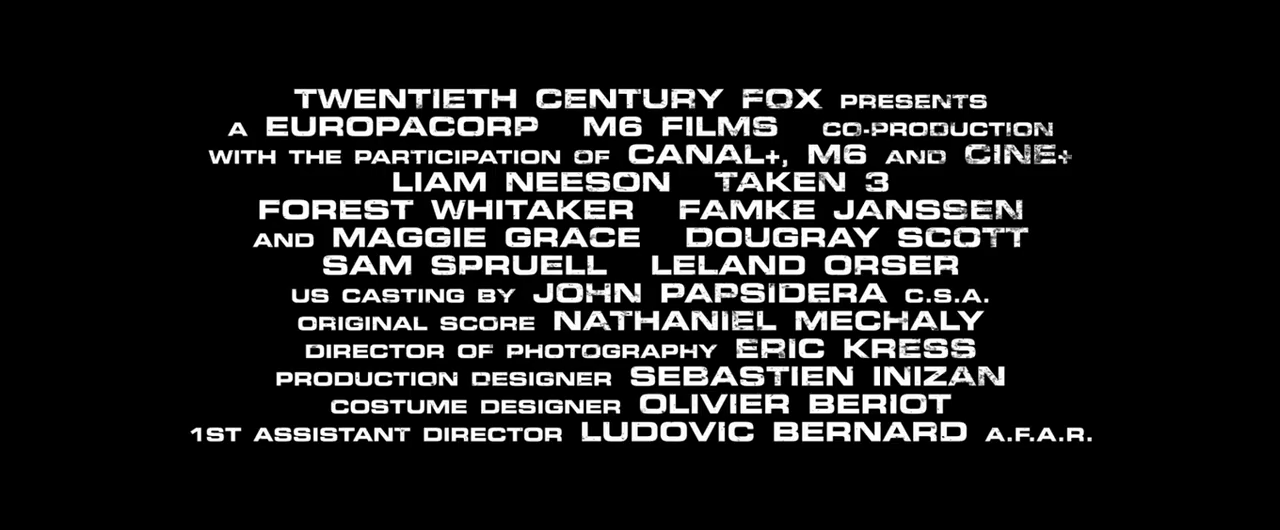 TWENTIETH CENTURY FOX PRESENTS
A EUROPACORP M6 FILMS CO-PRODUCTION
WITH THE PARTICIPATION OF CANAL+, M6 AND CINE+
LIAM NEESON TAKEN 3
FOREST WHITAKER FAMKE JANSSEN
AND MAGGIE GRACE DOUGRAY SCOTT
SAM SPRUELL LELAND ORSER
US CASTING BY JOHN PAPSIDERA C.S.A.
ORIGINAL SCORE NATHANIEL MECHALY
DIRECTOR OF PHOTOGRAPHY ERIC KRESS
PRODUCTION DESIGNER SEBASTIEN INIZAN
COSTUME DESIGNER OLIVIER BERIOT
1ST ASSISTANT DIRECTOR LUDOVIC BERNARD A.F.A.R.